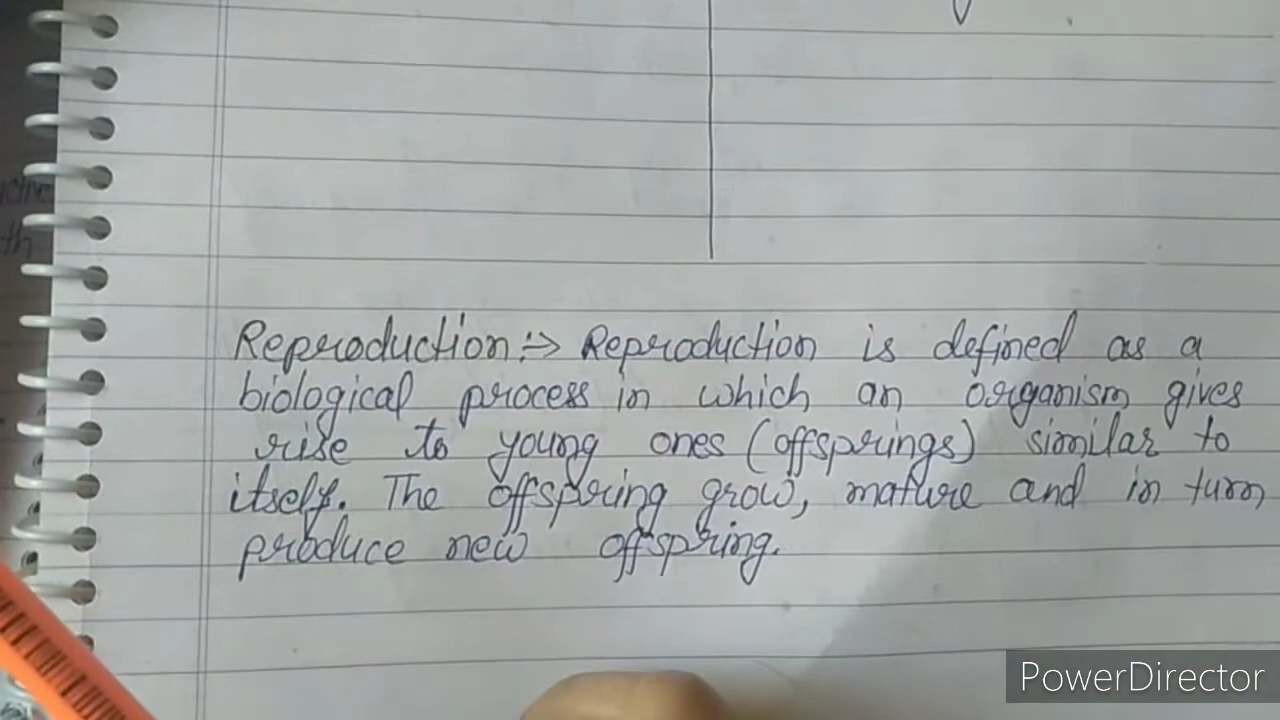 Reproduction :-> Reproduction is defined as a
biological process in which an organism gives
rise to young ones (offsprings) similar to
itself. The offspring grow, mature and in turn
produce new offspring.
PowerDirector